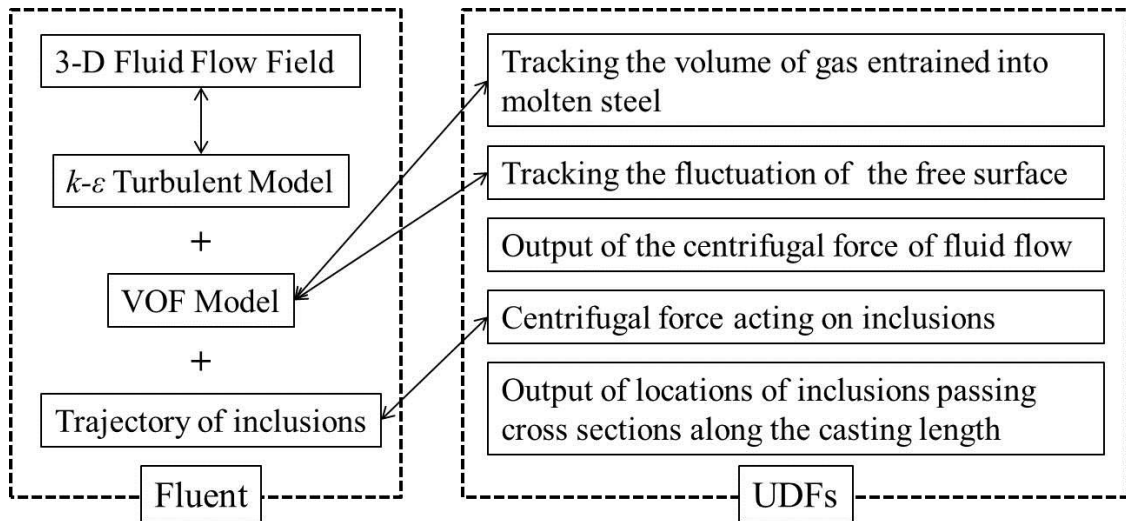 3-D Fluid Flow Field
k-ε Turbulent Model
+
VOF Model
+
Trajectory of inclusions
Fluent
Tracking the volume of gas entrained into
molten steel
Tracking the fluctuation of the free surface
Output of the centrifugal force of fluid flow
Centrifugal force acting on inclusions
Output of locations of inclusions passing
cross sections along the casting length
UDFs